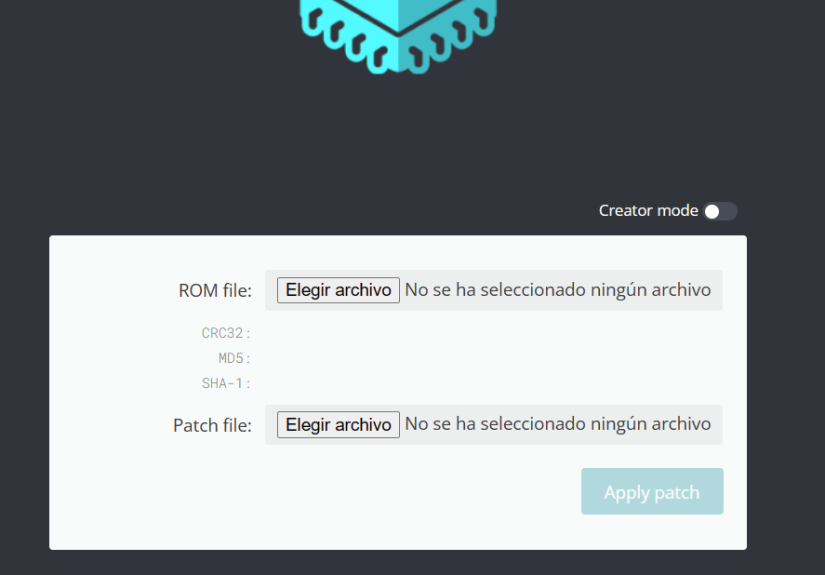 Creator mode
ROM file: Elegir archivo No se ha seleccionado ningún archivo
CRC32:
MD5:
SHA-1:
Patch file: Elegir archivo No se ha seleccionado ningún archivo
Apply patch